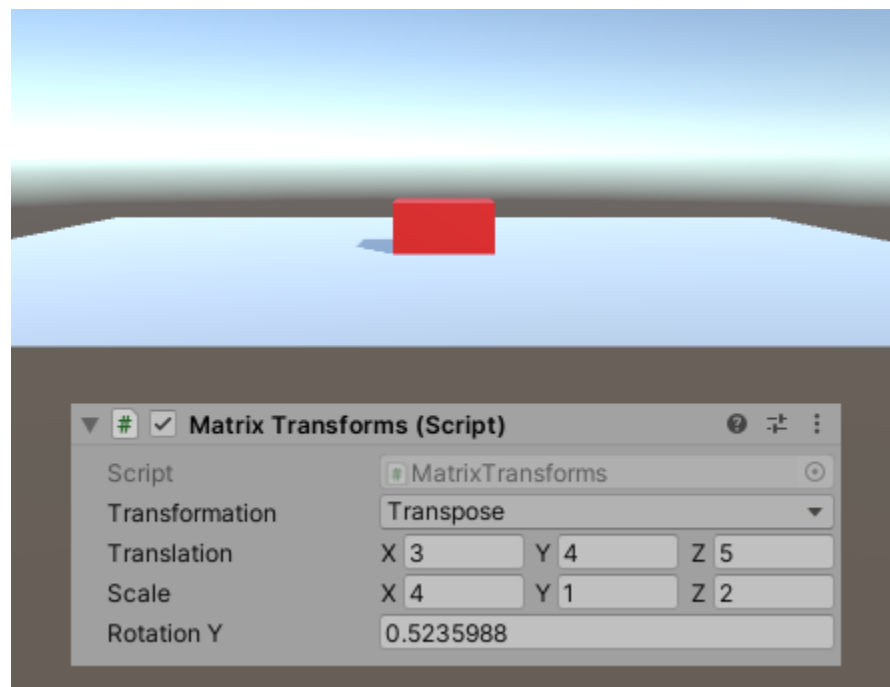 # Matrix Transforms (Script) ?
Script # MatrixTransforms
Transformation Transpose
Translation X 3 Y 4 Z 5
Scale X 4 Y 1 Z 2
Rotation Y 0.5235988